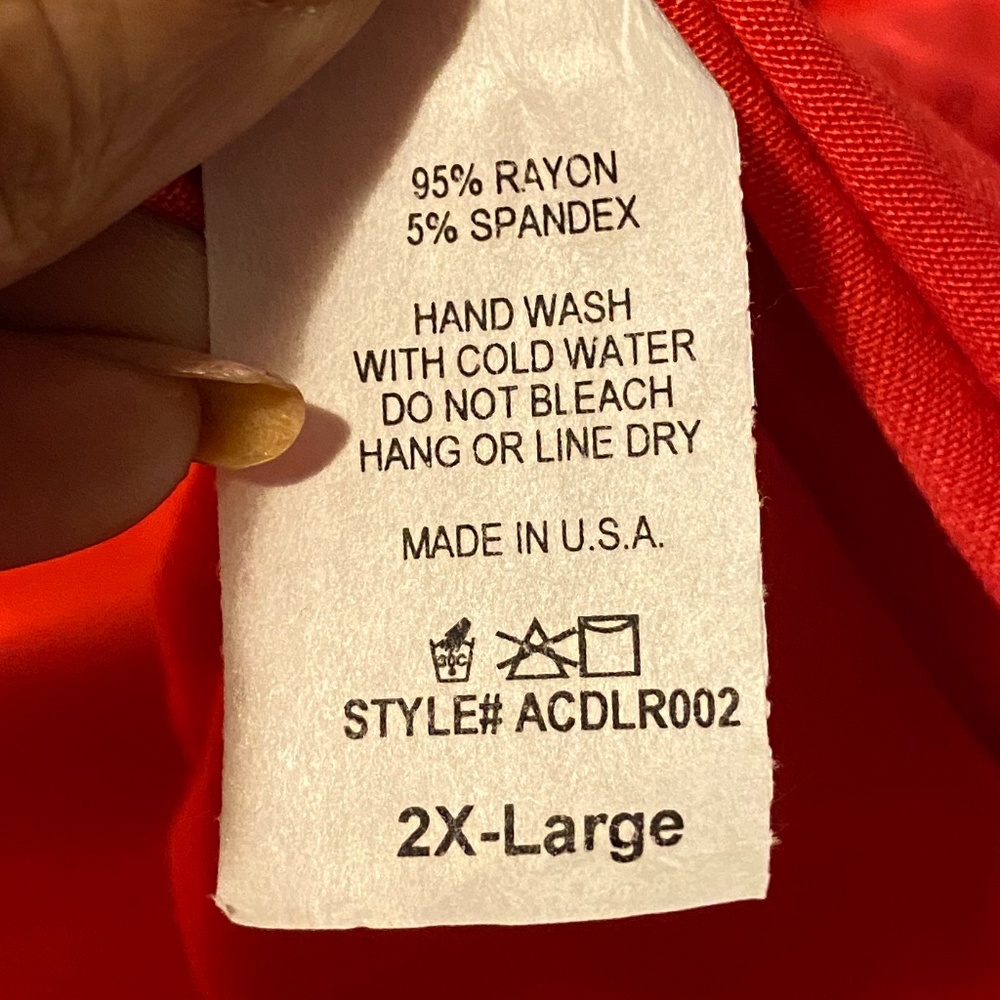 95% RAYON
5% SPANDEX
HAND WASH
WITH COLD WATER
DO NOT BLEACH
HANG OR LINE DRY
MADE IN U.S.A.
30C
STYLE# ACDLR002
2X-Large